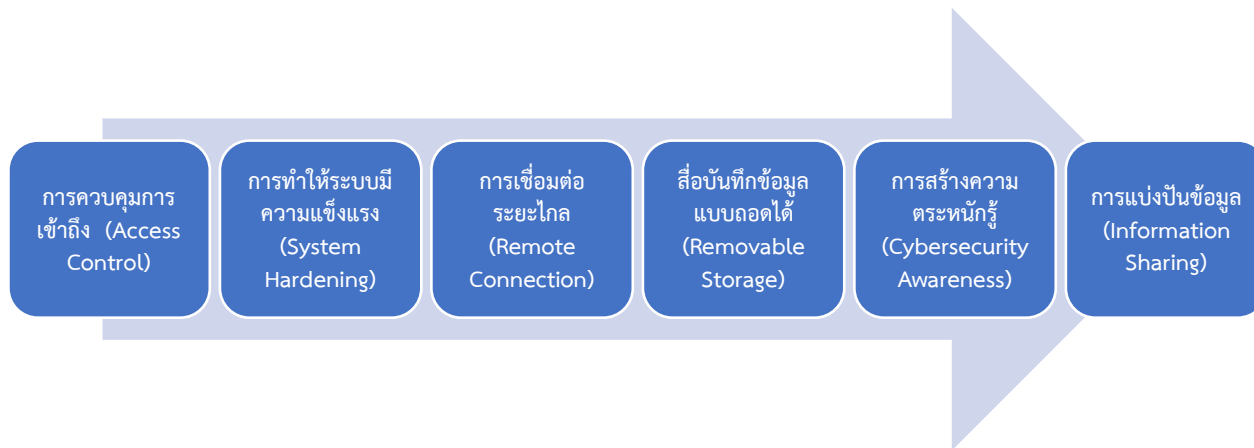 การควบคุมการ
เข้าถึง (Access
Control)
การทำให้ระบบมี
ความแข็งแรง
(System
Hardening)
การเชื่อมต่อ
ระยะไกล
(Remote
Connection)
สื่อบันทึกข้อมูล
แบบถอดได้
(Removable
Storage)
การสร้างความ
ตระหนักรู้
(Cybersecurity
Awareness)
การแบ่งปันข้อมูล
(Information
Sharing)